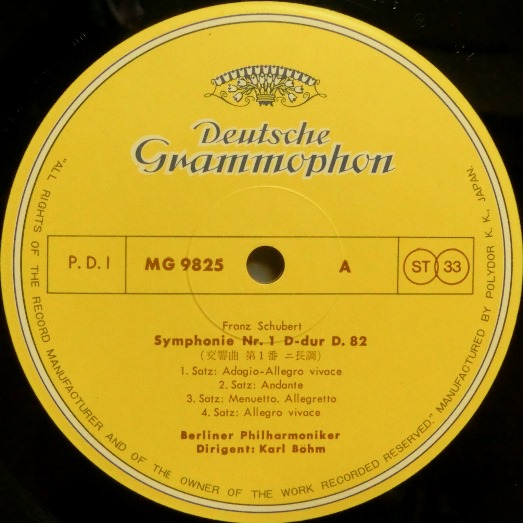 Deutsche
Grammophon
P.D.I
MG 9825
A
ST 33
Franz Schubert
Symphonie Nr. 1 D-dur D. 82
(交響曲 第1番 ニ長調)
1. Satz: Adagio-Allegro vivace
2. Satz: Andante
3. Satz: Menuetto. Allegretto
4. Satz: Allegro vivace
Berliner Philharmoniker
Dirigent: Karl Böhm
"ALL RIGHTS OF THE RECORD MANUFACTURER AND OF THE OWNER OF THE WORK RECORDED RESERVED." MANUFACTURED BY POLYDOR K. K., JAPAN.